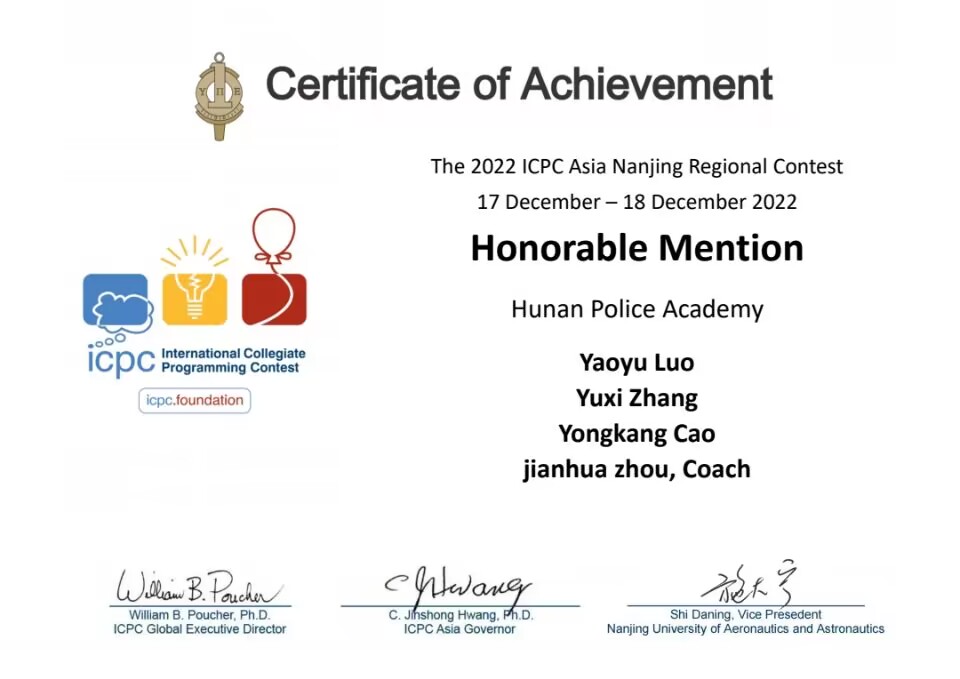 Certificate of Achievement
The 2022 ICPC Asia Nanjing Regional Contest
17 December – 18 December 2022
Honorable Mention
Hunan Police Academy
Yaoyu Luo
Yuxi Zhang
Yongkang Cao
jianhua zhou, Coach
icpc International Collegiate
Programming Contest
icpc.foundation
William B. Poucher
William B. Poucher, Ph.D.
ICPC Global Executive Director
C J Hwang
C. Jinshong Hwang, Ph.D.
ICPC Asia Governor
施大宁
Shi Daning, Vice Presedent
Nanjing University of Aeronautics and Astronautics